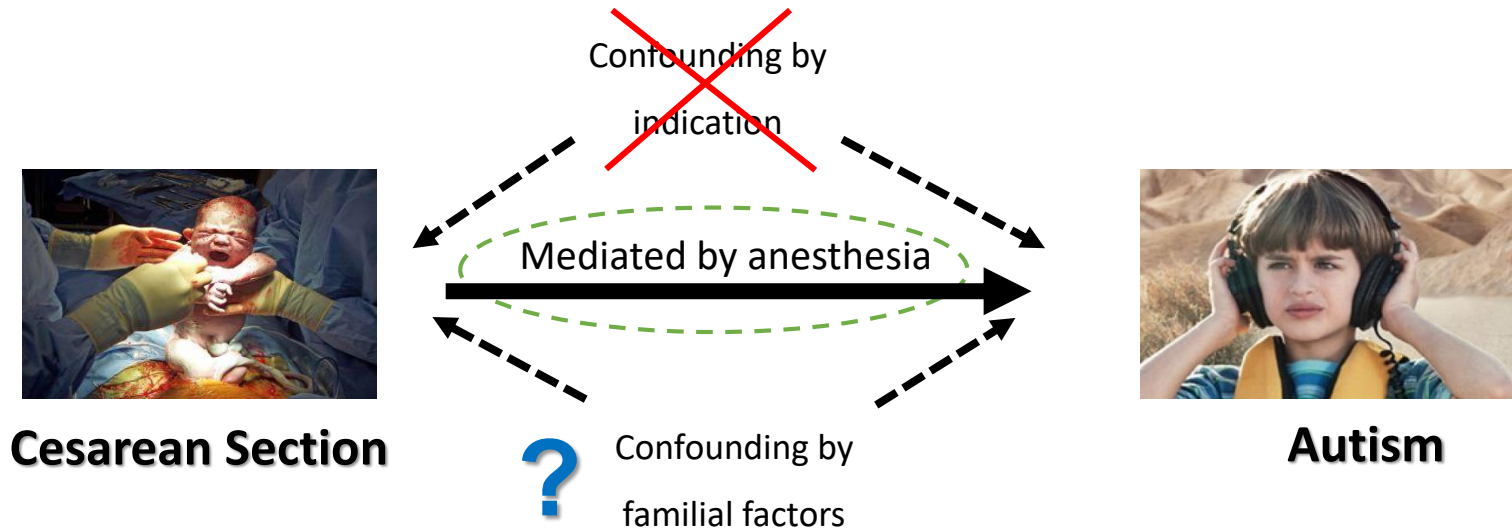 Confounding by
indication
Mediated by anesthesia
Cesarean Section
Autism
?
Confounding by
familial factors